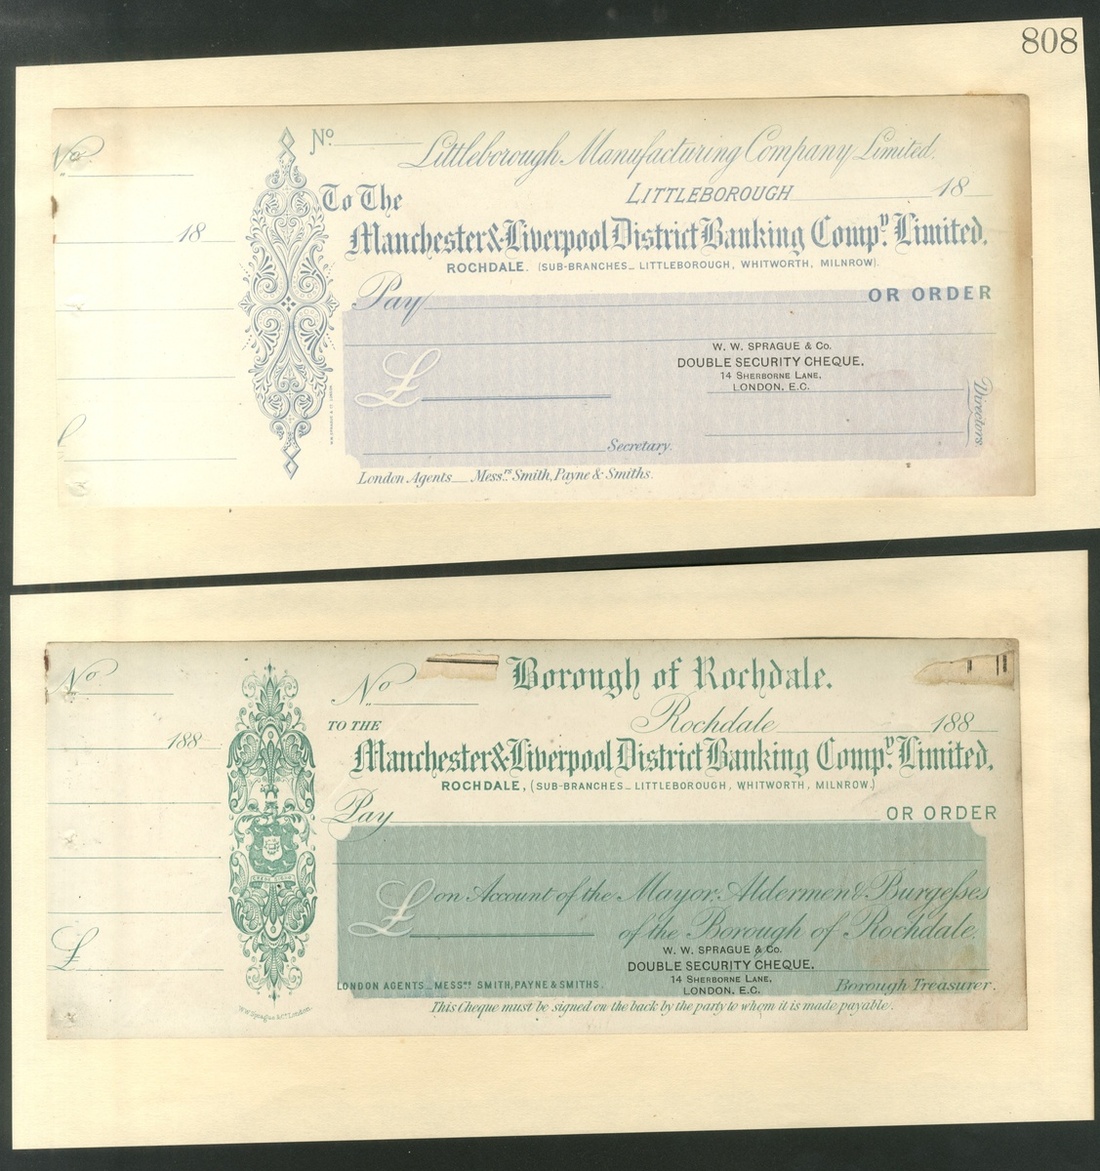 808
No
18
£
No
Littleborough Manufacturing Company Limited.
LITTLEBOROUGH 18
To The
Manchester & Liverpool District Banking Compy. Limited.
ROCHDALE. (SUB-BRANCHES_ LITTLEBOROUGH, WHITWORTH, MILNROW).
Pay OR ORDER
W. W. SPRAGUE & Co.
DOUBLE SECURITY CHEQUE,
14 SHERBORNE LANE,
LONDON, E.C.
£
Directors
Secretary.
London Agents__ Messrs Smith, Payne & Smiths.
No
188
£
No
Borough of Rochdale.
Rochdale 188
TO THE
Manchester & Liverpool District Banking Compy. Limited.
ROCHDALE, (SUB-BRANCHES_ LITTLEBOROUGH, WHITWORTH, MILNROW.)
Pay OR ORDER
£ on Account of the Mayor, Aldermen & Burgesses
of the Borough of Rochdale.
W. W. SPRAGUE & Co.
DOUBLE SECURITY CHEQUE,
14 SHERBORNE LANE,
LONDON, E.C.
LONDON AGENTS_ MESSRS SMITH, PAYNE & SMITHS.
Borough Treasurer.
This Cheque must be signed on the back by the party to whom it is made payable.
W.W. Sprague & Co. London.